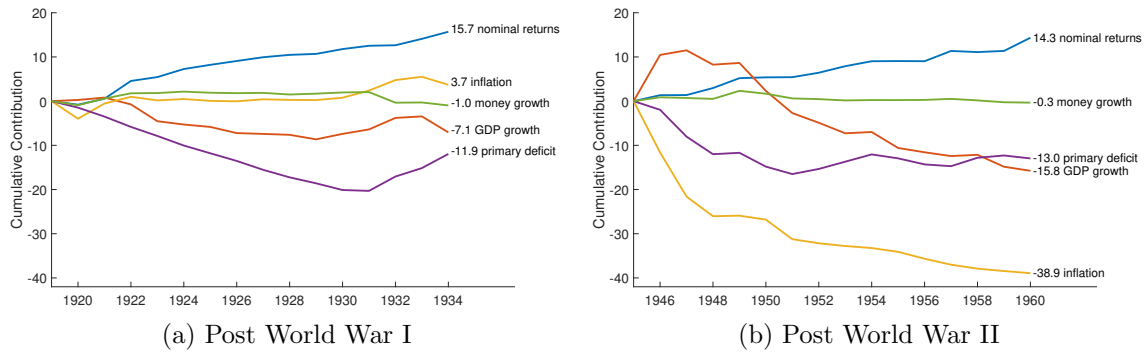 Cumulative Contribution
20
10
0
-10
-20
-30
-40
1920 1922 1924 1926 1928 1930 1932 1934
15.7 nominal returns
3.7 inflation
-1.0 money growth
-7.1 GDP growth
-11.9 primary deficit
(a) Post World War I
Cumulative Contribution
20
10
0
-10
-20
-30
-40
1946 1948 1950 1952 1954 1956 1958 1960
14.3 nominal returns
-0.3 money growth
-13.0 primary deficit
-15.8 GDP growth
-38.9 inflation
(b) Post World War II